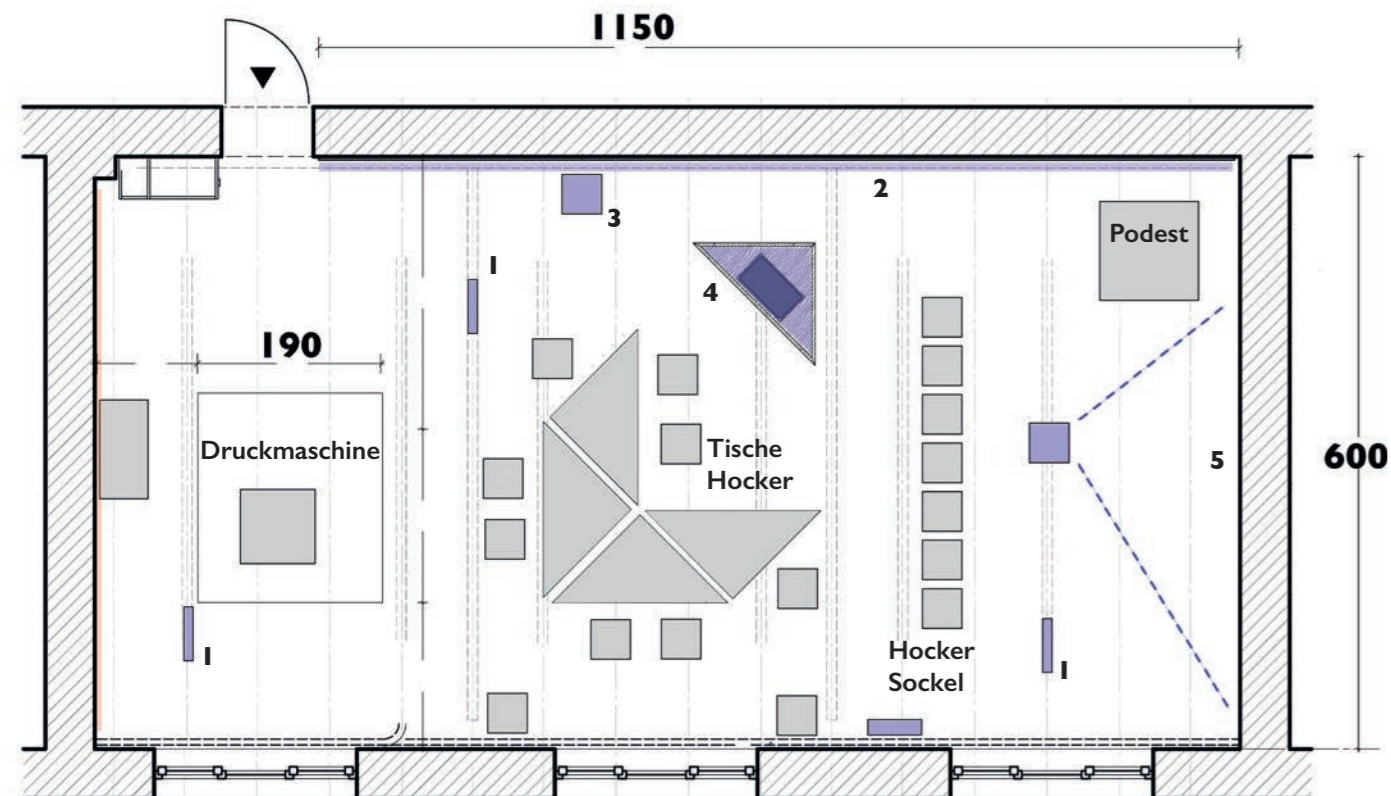 1150
2
3
Podest
1
4
190
600
Druckmaschine
Tische
Hocker
5
Hocker
Sockel
1
1